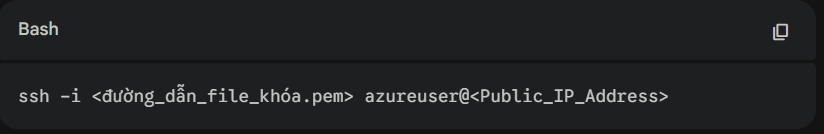 Bash
ssh -i <đường_dẫn_file_khóa.pem> azureuser@<Public_IP_Address>